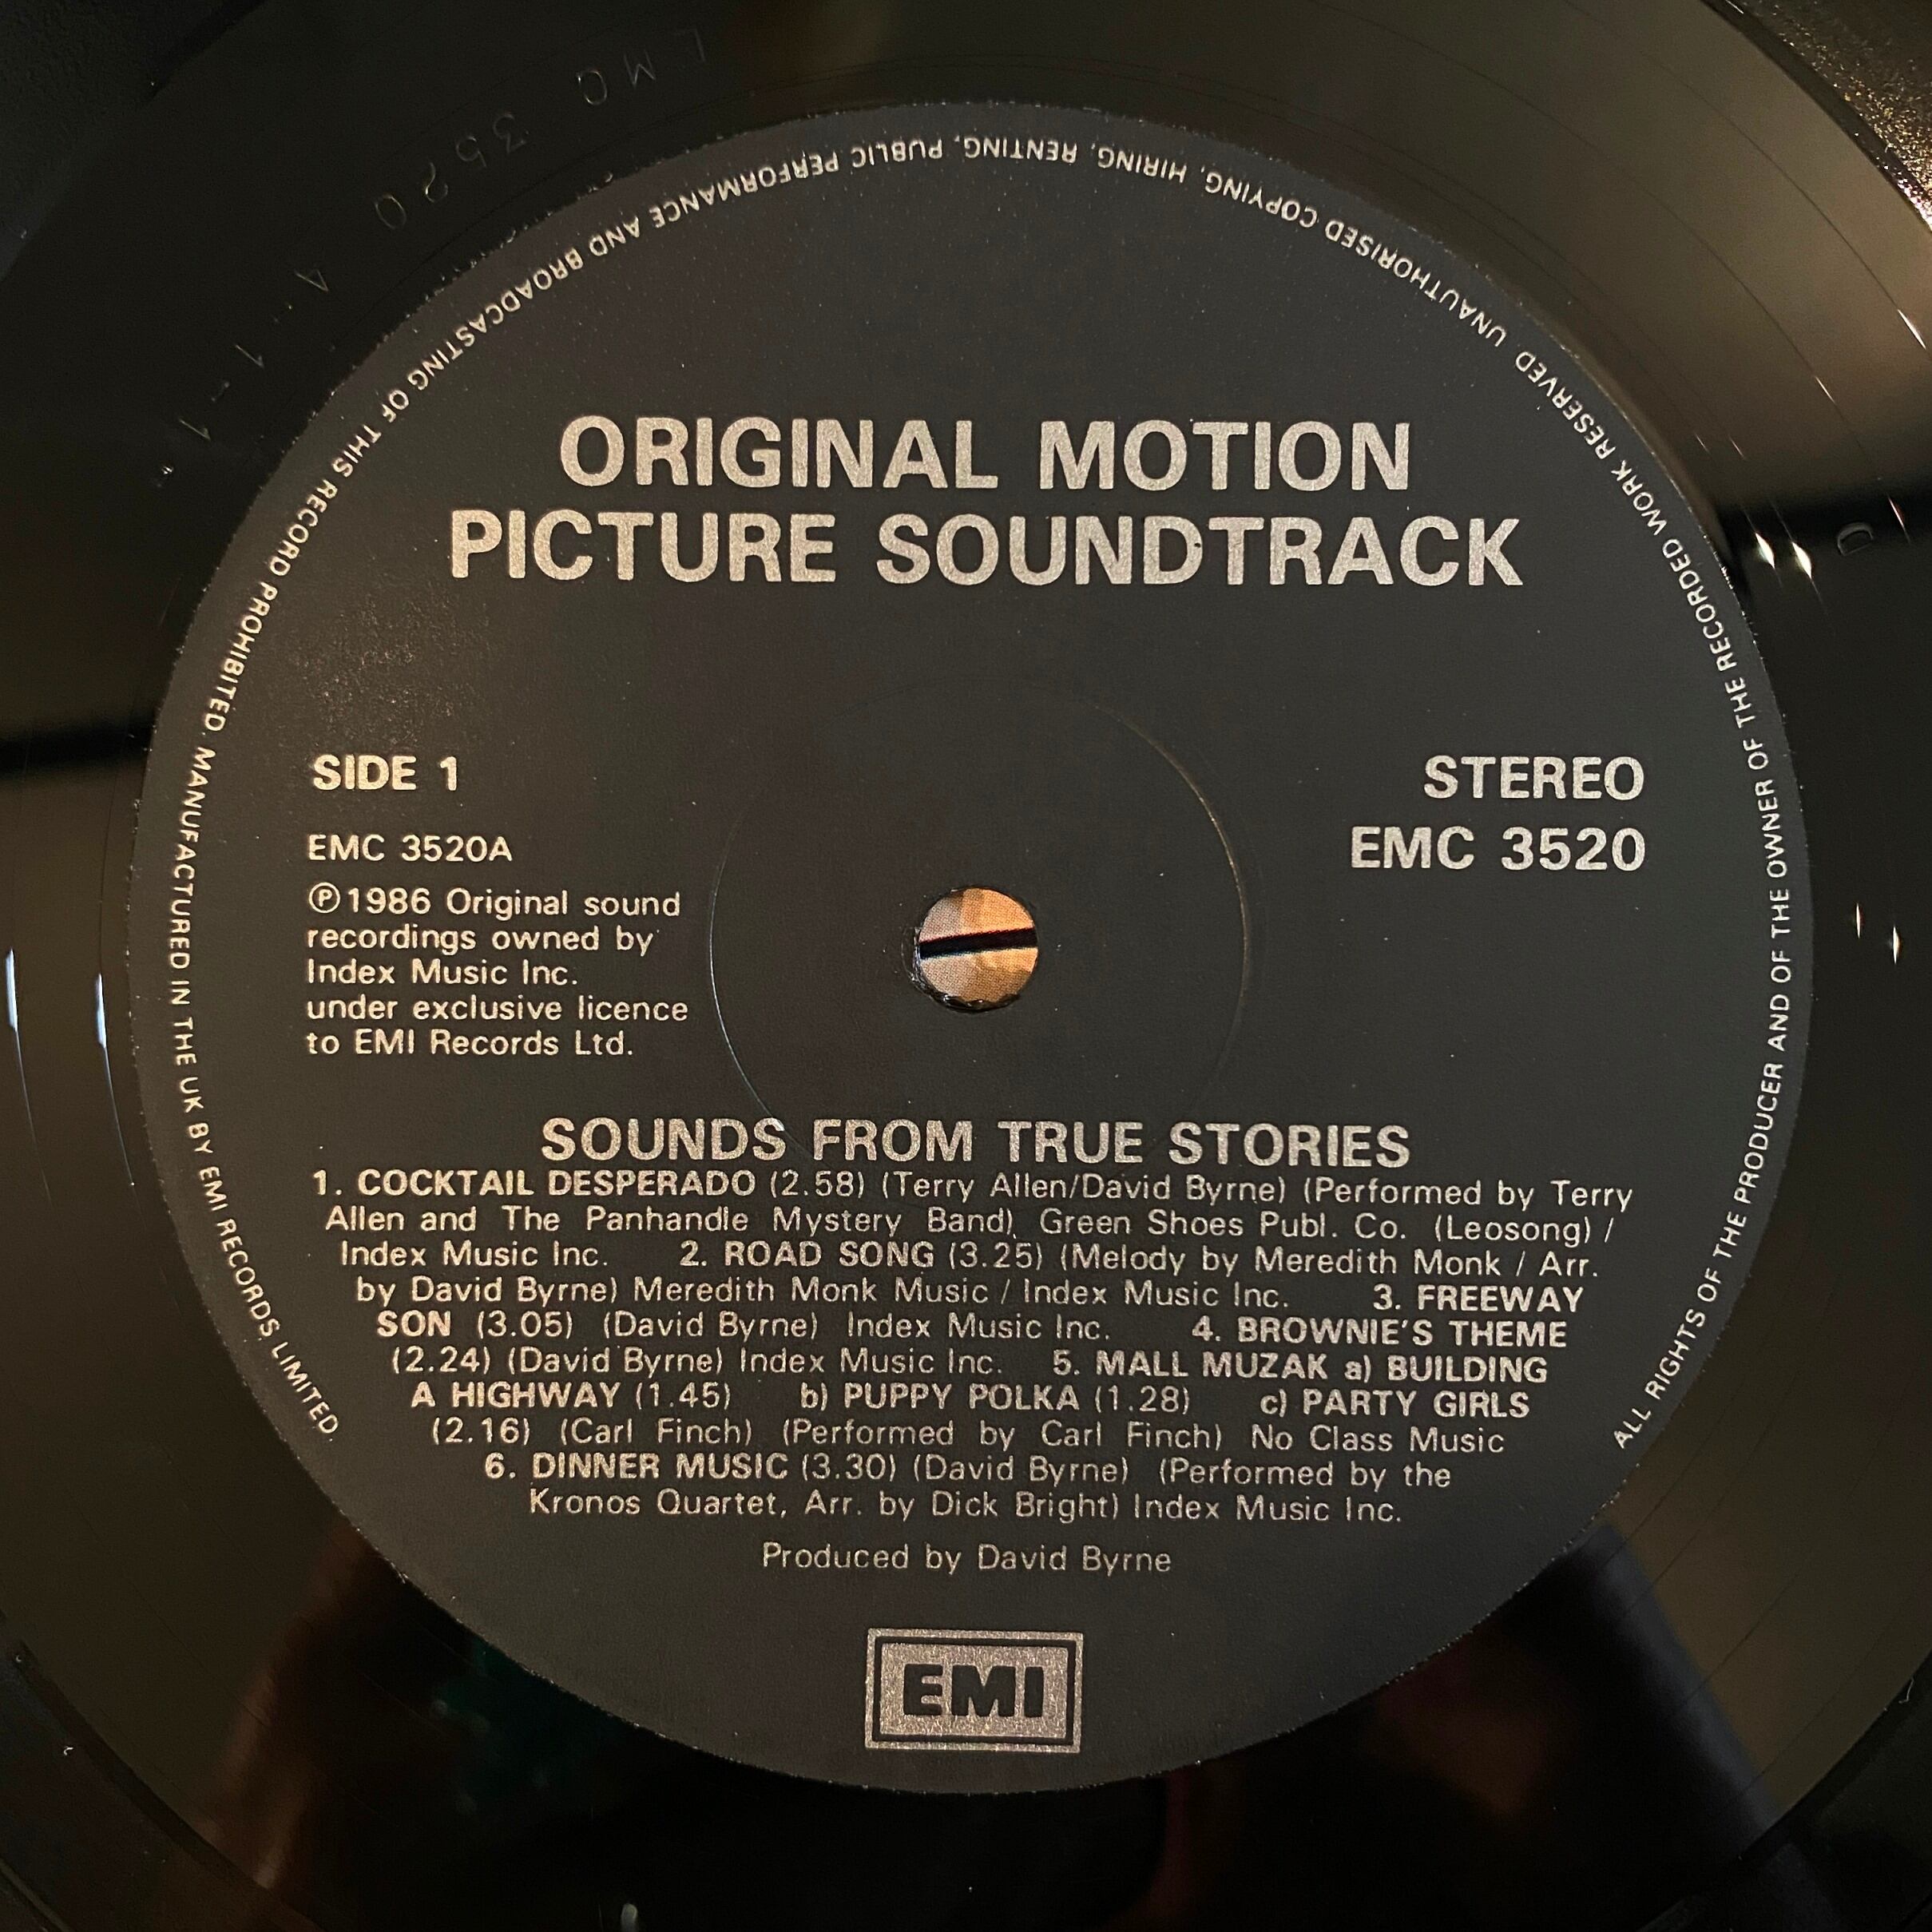 EMC 3520 A-1-1
ORIGINAL MOTION
PICTURE SOUNDTRACK
SIDE 1
EMC 3520A
Ⓟ1986 Original sound
recordings owned by
Index Music Inc.
under exclusive licence
to EMI Records Ltd.
STEREO
EMC 3520
SOUNDS FROM TRUE STORIES
1. COCKTAIL DESPERADO (2.58) (Terry Allen/David Byrne) (Performed by Terry
Allen and The Panhandle Mystery Band) Green Shoes Publ. Co. (Leosong) /
Index Music Inc. 2. ROAD SONG (3.25) (Melody by Meredith Monk / Arr.
by David Byrne) Meredith Monk Music / Index Music Inc. 3. FREEWAY
SON (3.05) (David Byrne) Index Music Inc. 4. BROWNIE'S THEME
(2.24) (David Byrne) Index Music Inc. 5. MALL MUZAK a) BUILDING
A HIGHWAY (1.45) b) PUPPY POLKA (1.28) c) PARTY GIRLS
(2.16) (Carl Finch) (Performed by Carl Finch) No Class Music
6. DINNER MUSIC (3.30) (David Byrne) (Performed by the
Kronos Quartet, Arr. by Dick Bright) Index Music Inc.
Produced by David Byrne
EMI
ALL RIGHTS OF THE PRODUCER AND OF THE OWNER OF THE RECORDED WORK RESERVED. UNAUTHORISED COPYING, HIRING, RENTING, PUBLIC PERFORMANCE AND BROADCASTING OF THIS RECORD PROHIBITED. MANUFACTURED IN THE UK BY EMI RECORDS LIMITED.